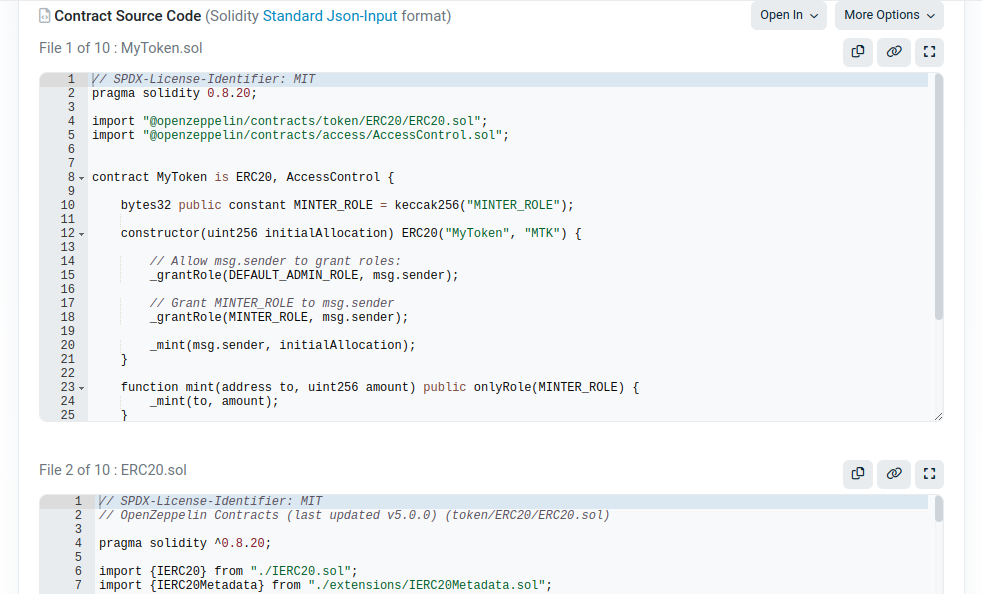 Contract Source Code (Solidity Standard Json-Input format)
Open In
More Options
File 1 of 10 : MyToken.sol
1 // SPDX-License-Identifier: MIT
2 pragma solidity 0.8.20;
3
4 import "@openzeppelin/contracts/token/ERC20/ERC20.sol";
5 import "@openzeppelin/contracts/access/AccessControl.sol";
6
7
8 contract MyToken is ERC20, AccessControl {
9
10 bytes32 public constant MINTER_ROLE = keccak256("MINTER_ROLE");
11
12 constructor(uint256 initialAllocation) ERC20("MyToken", "MTK") {
13
14 // Allow msg.sender to grant roles:
15 _grantRole(DEFAULT_ADMIN_ROLE, msg.sender);
16
17 // Grant MINTER_ROLE to msg.sender
18 _grantRole(MINTER_ROLE, msg.sender);
19
20 _mint(msg.sender, initialAllocation);
21 }
22
23 function mint(address to, uint256 amount) public onlyRole(MINTER_ROLE) {
24 _mint(to, amount);
25 }
File 2 of 10 : ERC20.sol
1 // SPDX-License-Identifier: MIT
2 // OpenZeppelin Contracts (last updated v5.0.0) (token/ERC20/ERC20.sol)
3
4 pragma solidity ^0.8.20;
5
6 import {IERC20} from "./IERC20.sol";
7 import {IERC20Metadata} from "./extensions/IERC20Metadata.sol";